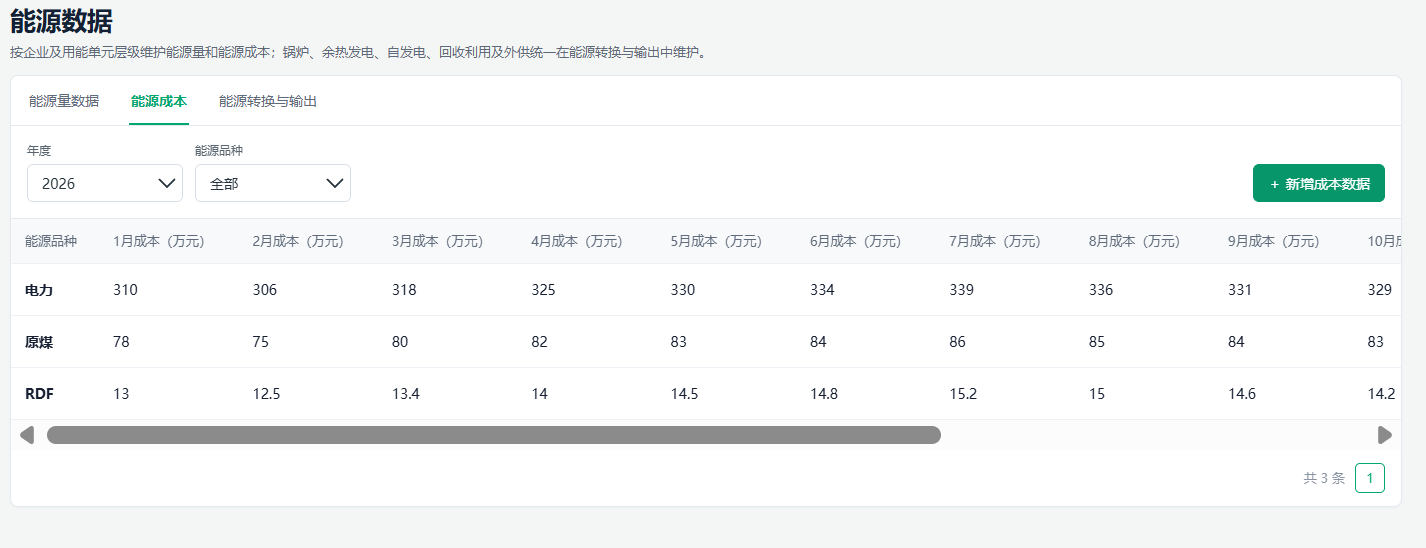 能源数据
按企业及用能单元层级维护能源量和能源成本；锅炉、余热发电、自发电、回收利用及外供统一在能源转换与输出中维护。
能源量数据 能源成本 能源转换与输出
年度 能源品种
2026 全部 + 新增成本数据
能源品种 1月成本（万元） 2月成本（万元） 3月成本（万元） 4月成本（万元） 5月成本（万元） 6月成本（万元） 7月成本（万元） 8月成本（万元） 9月成本（万元） 10月
电力 310 306 318 325 330 334 339 336 331 329
原煤 78 75 80 82 83 84 86 85 84 83
RDF 13 12.5 13.4 14 14.5 14.8 15.2 15 14.6 14.2
共 3 条 1